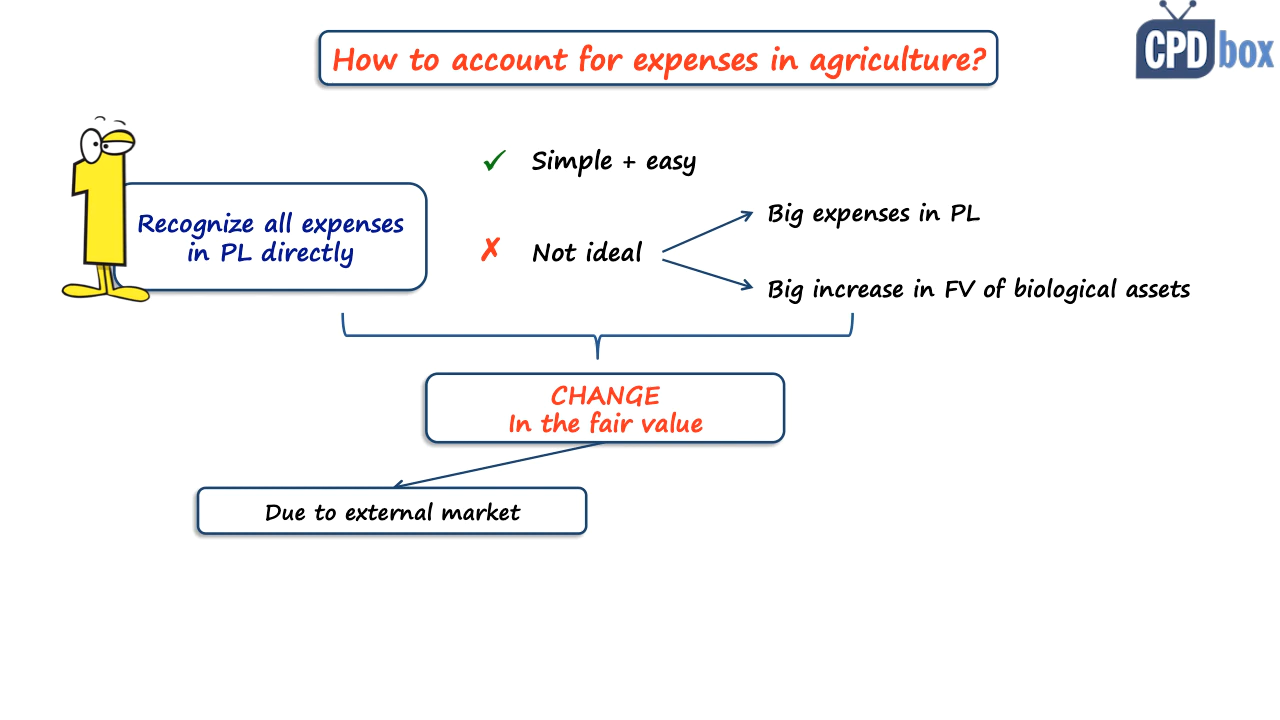 How to account for expenses in agriculture?
CPD box
1
Recognize all expenses
in PL directly
✓ Simple + easy
✗ Not ideal
Big expenses in PL
Big increase in FV of biological assets
CHANGE
In the fair value
Due to external market